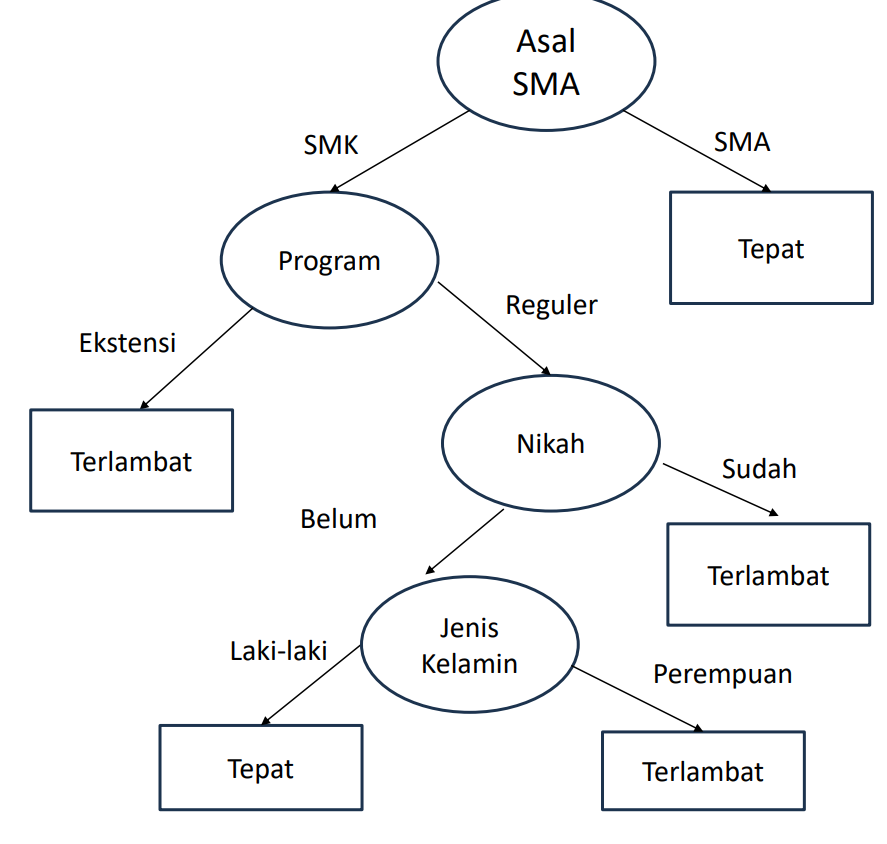 Asal
SMA
SMK
SMA
Program
Tepat
Reguler
Ekstensi
Nikah
Terlambat
Sudah
Belum
Terlambat
Jenis
Kelamin
Laki-laki
Perempuan
Tepat
Terlambat